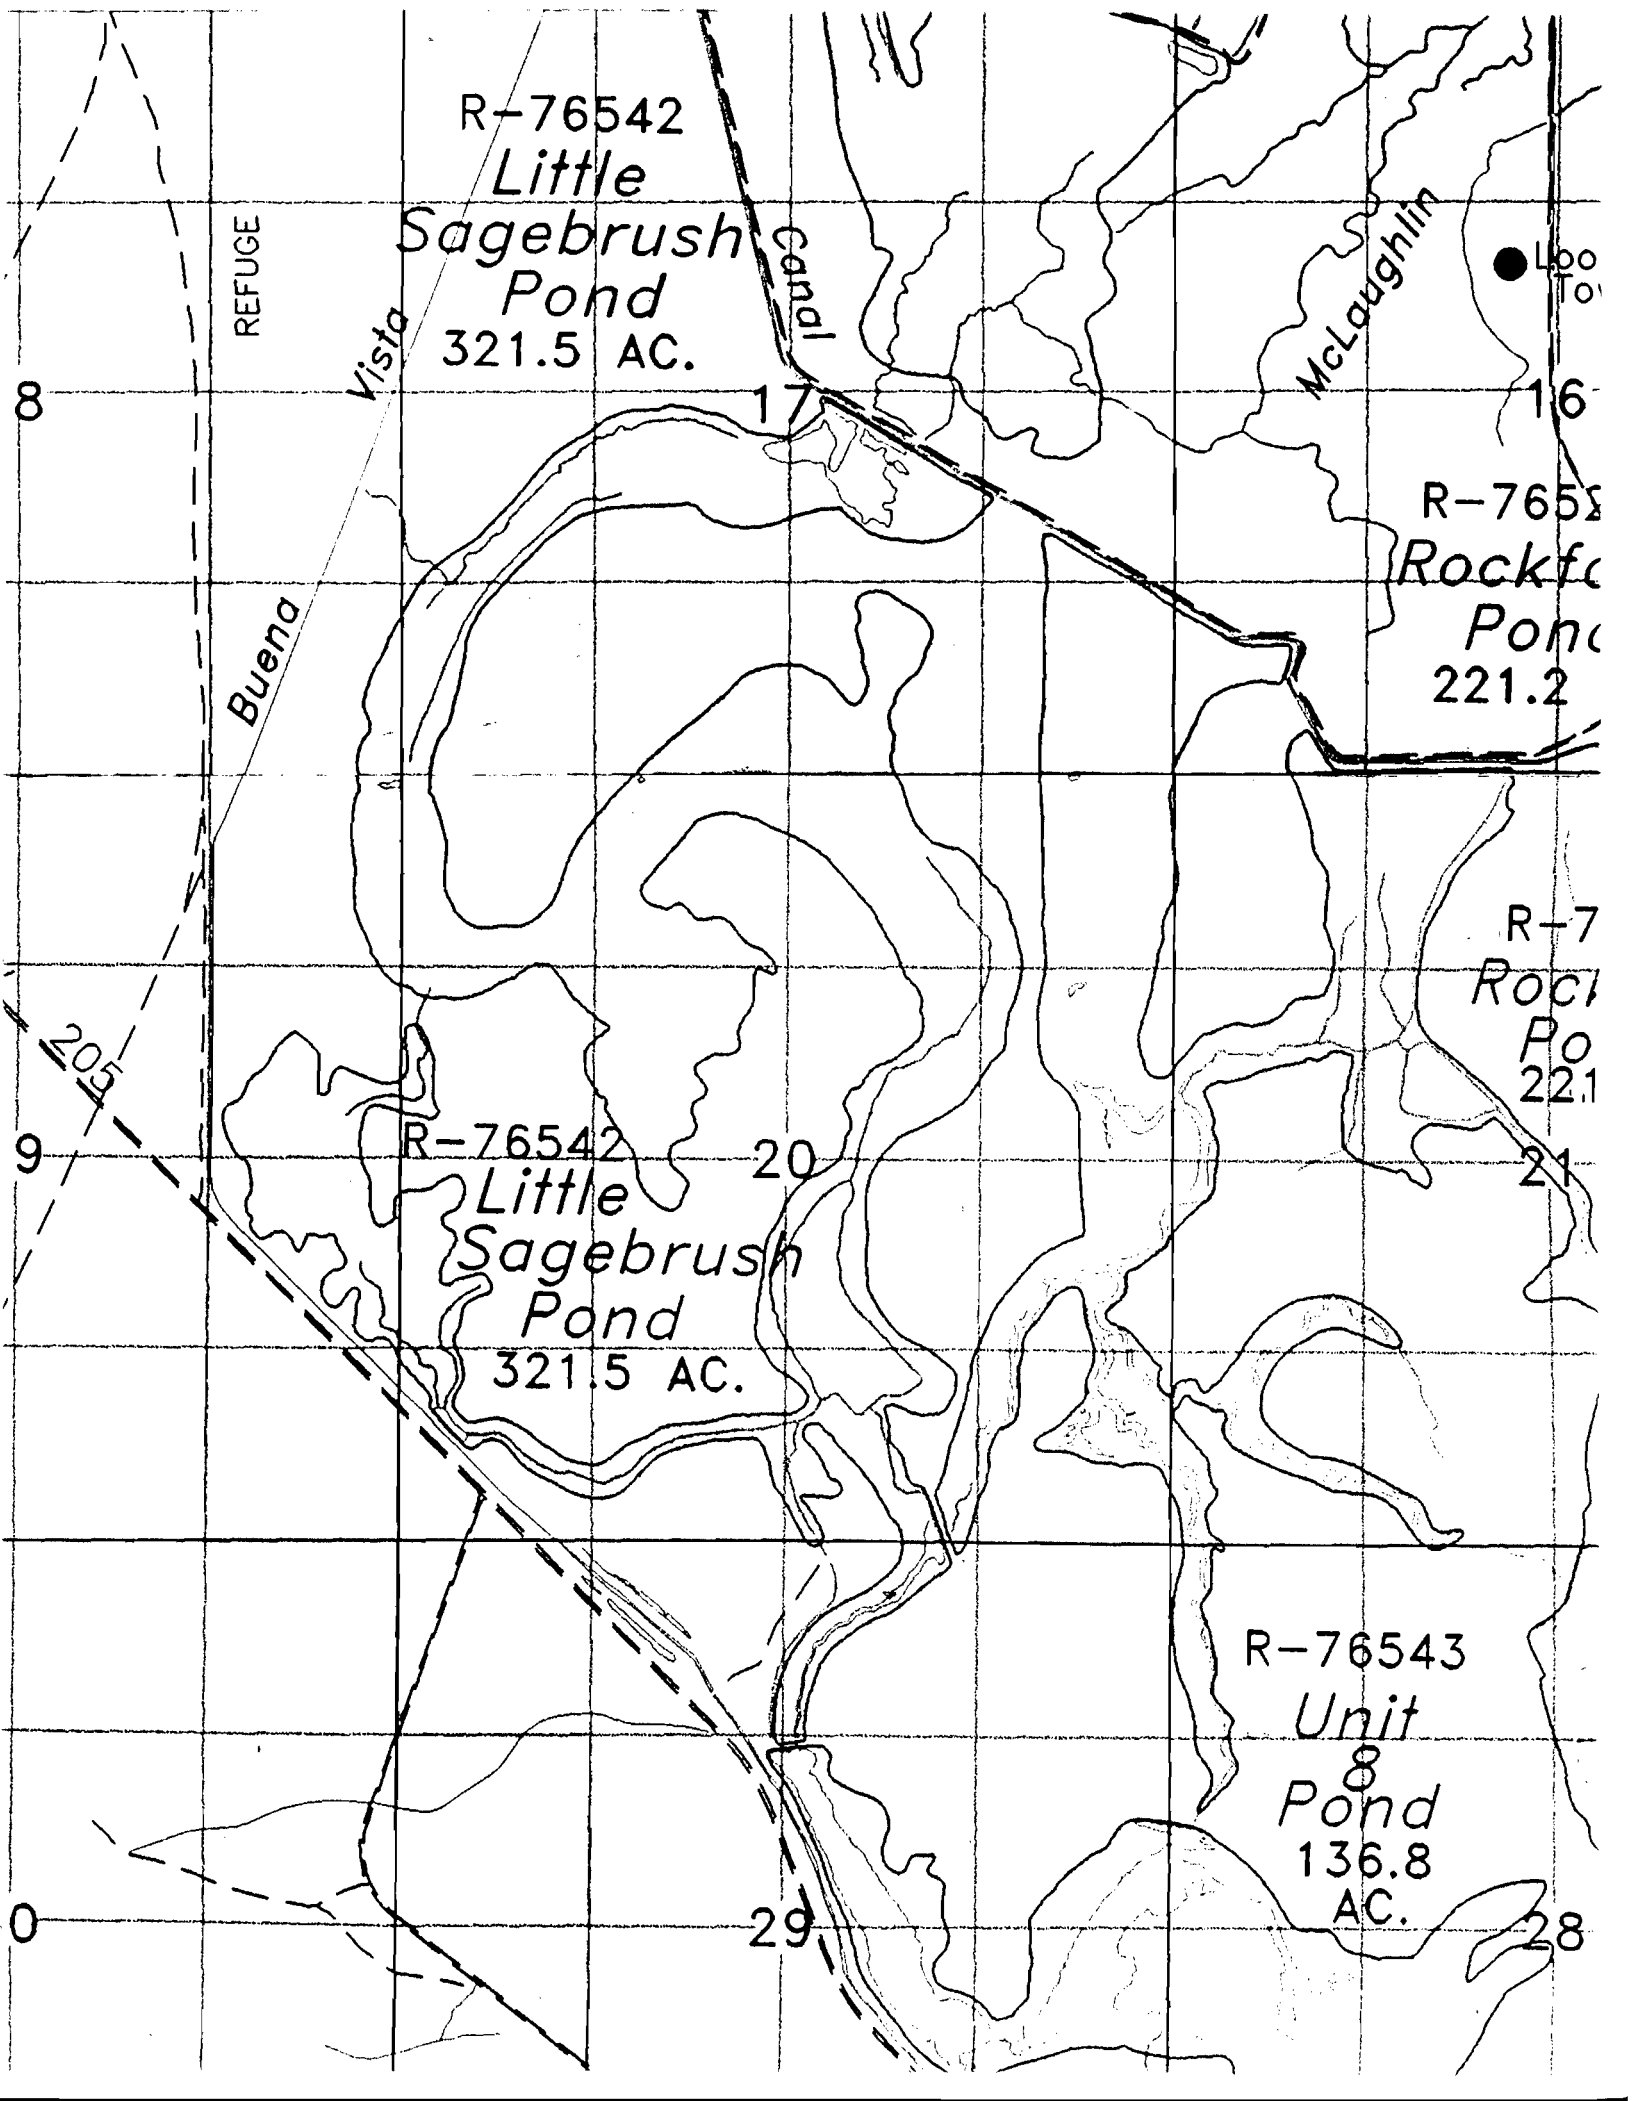 R-76542
Little
Sagebrush
Pond
321.5 AC.
REFUGE
Canal
McLaughlin
Vista
Buena
8
17
16
R-765
Rockfo
Pond
221.2
R-7
Roc
Po
22.1
205
9
20
21
R-76542
Little
Sagebrush
Pond
321.5 AC.
R-76543
Unit
8
Pond
136.8
AC.
0
29
28